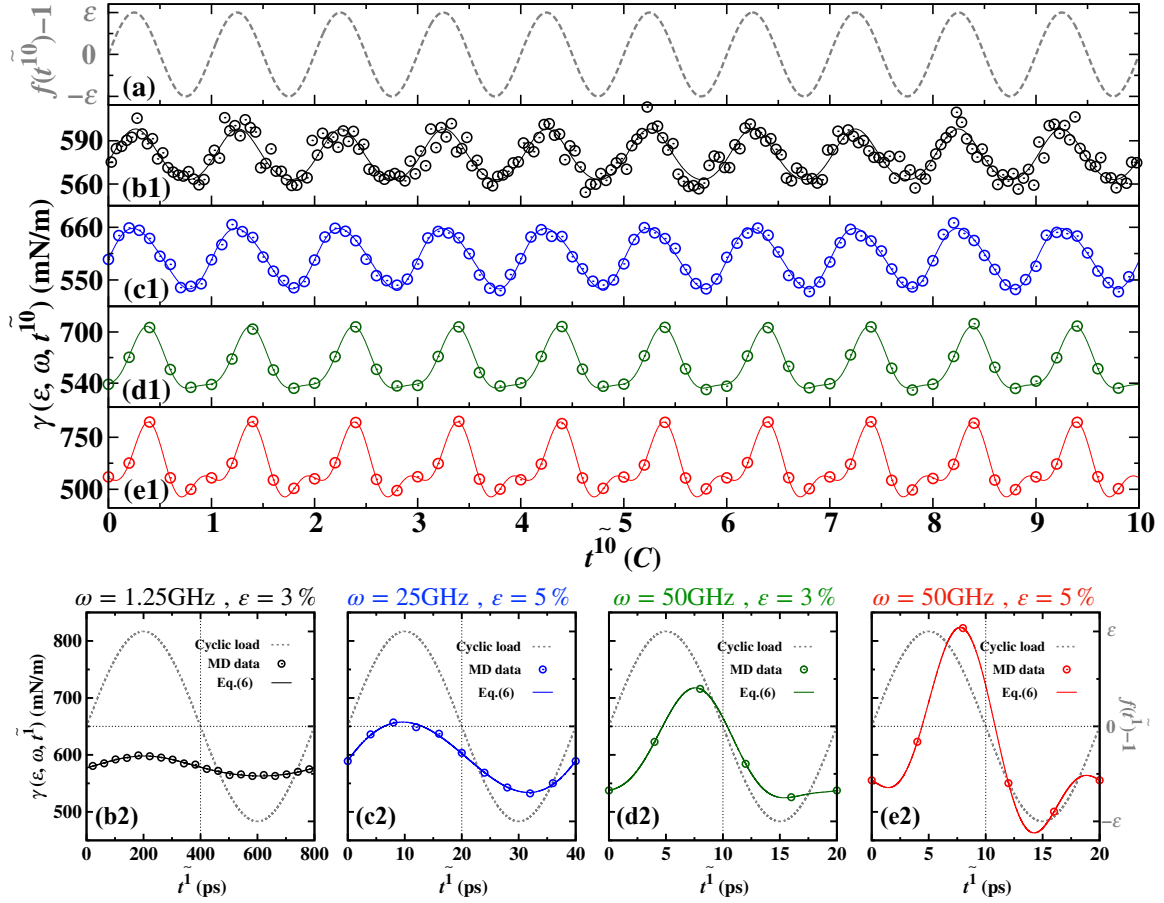 f(t̃¹⁰)−1
ε
0
−ε
(a)
γ (ε, ω, t̃¹⁰) (mN/m)
590
560
(b1)
660
550
(c1)
700
540
(d1)
750
500
(e1)
0 1 2 3 4 5 6 7 8 9 10
t̃¹⁰ (C)
ω = 1.25GHz , ε = 3 %
ω = 25GHz , ε = 5 %
ω = 50GHz , ε = 3 %
ω = 50GHz , ε = 5 %
γ (ε, ω, t̃¹) (mN/m)
800
700
600
500
Cyclic load
MD data
Eq.(6)
(b2)
0 200 400 600 800
t̃¹ (ps)
Cyclic load
MD data
Eq.(6)
(c2)
0 10 20 30 40
t̃¹ (ps)
Cyclic load
MD data
Eq.(6)
(d2)
0 5 10 15 20
t̃¹ (ps)
Cyclic load
MD data
Eq.(6)
(e2)
0 5 10 15 20
t̃¹ (ps)
ε
0
−ε
f(t̃¹)−1